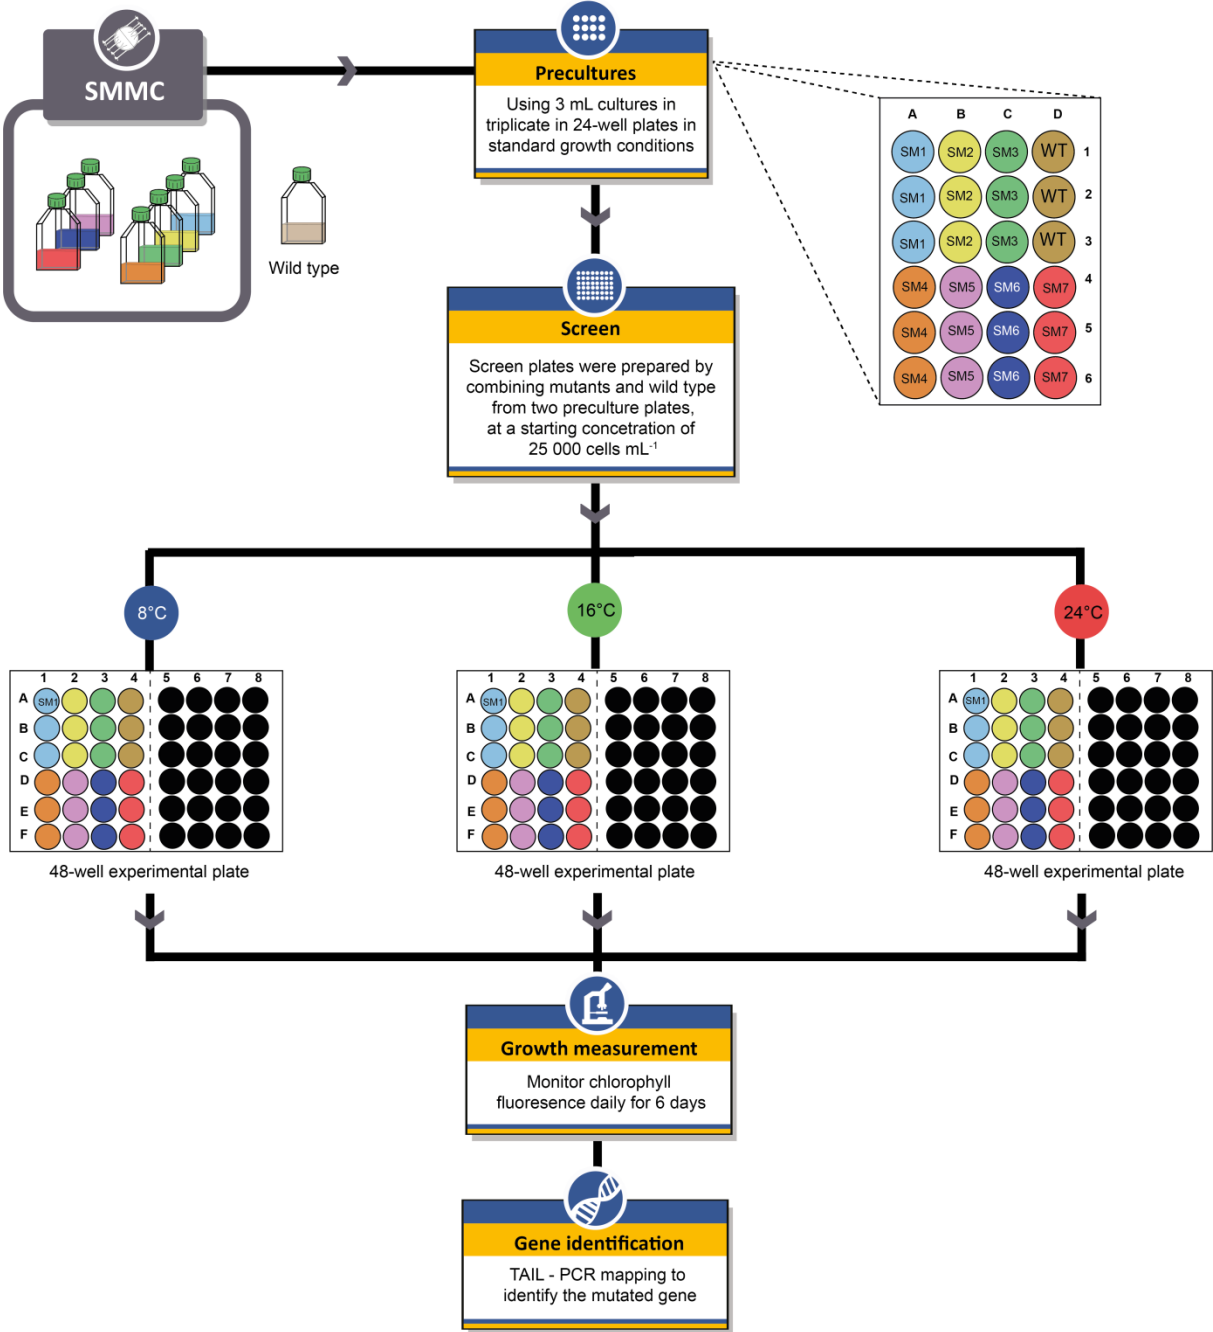 SMMC
Wild type
Precultures
Using 3 mL cultures in
triplicate in 24-well plates in
standard growth conditions
A B C D
SM1 SM2 SM3 WT 1
SM1 SM2 SM3 WT 2
SM1 SM2 SM3 WT 3
SM4 SM5 SM6 SM7 4
SM4 SM5 SM6 SM7 5
SM4 SM5 SM6 SM7 6
Screen
Screen plates were prepared by
combining mutants and wild type
from two preculture plates,
at a starting concetration of
25 000 cells mL⁻¹
8°C
16°C
24°C
1 2 3 4 5 6 7 8
A SM1
B
C
D
E
F
48-well experimental plate
1 2 3 4 5 6 7 8
A SM1
B
C
D
E
F
48-well experimental plate
1 2 3 4 5 6 7 8
A SM1
B
C
D
E
F
48-well experimental plate
Growth measurement
Monitor chlorophyll
fluoresence daily for 6 days
Gene identification
TAIL - PCR mapping to
identify the mutated gene